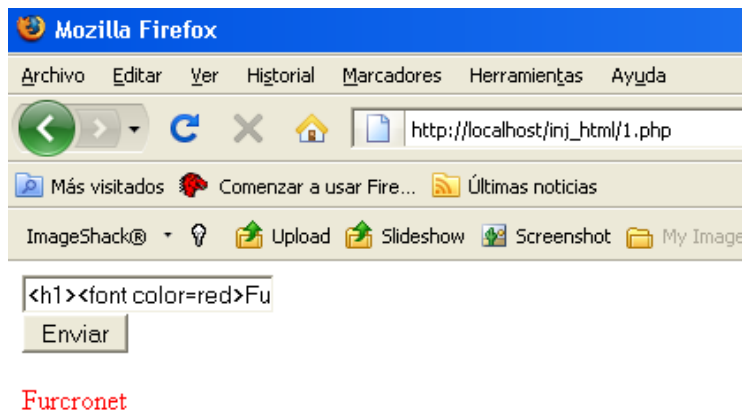 Mozilla Firefox
Archivo Editar Ver Historial Marcadores Herramientas Ayuda
http://localhost/inj_html/1.php
Más visitados Comenzar a usar Fire... Últimas noticias
ImageShack® Upload Slideshow Screenshot My Image
<h1><font color=red>Fu
Enviar
Furcronet